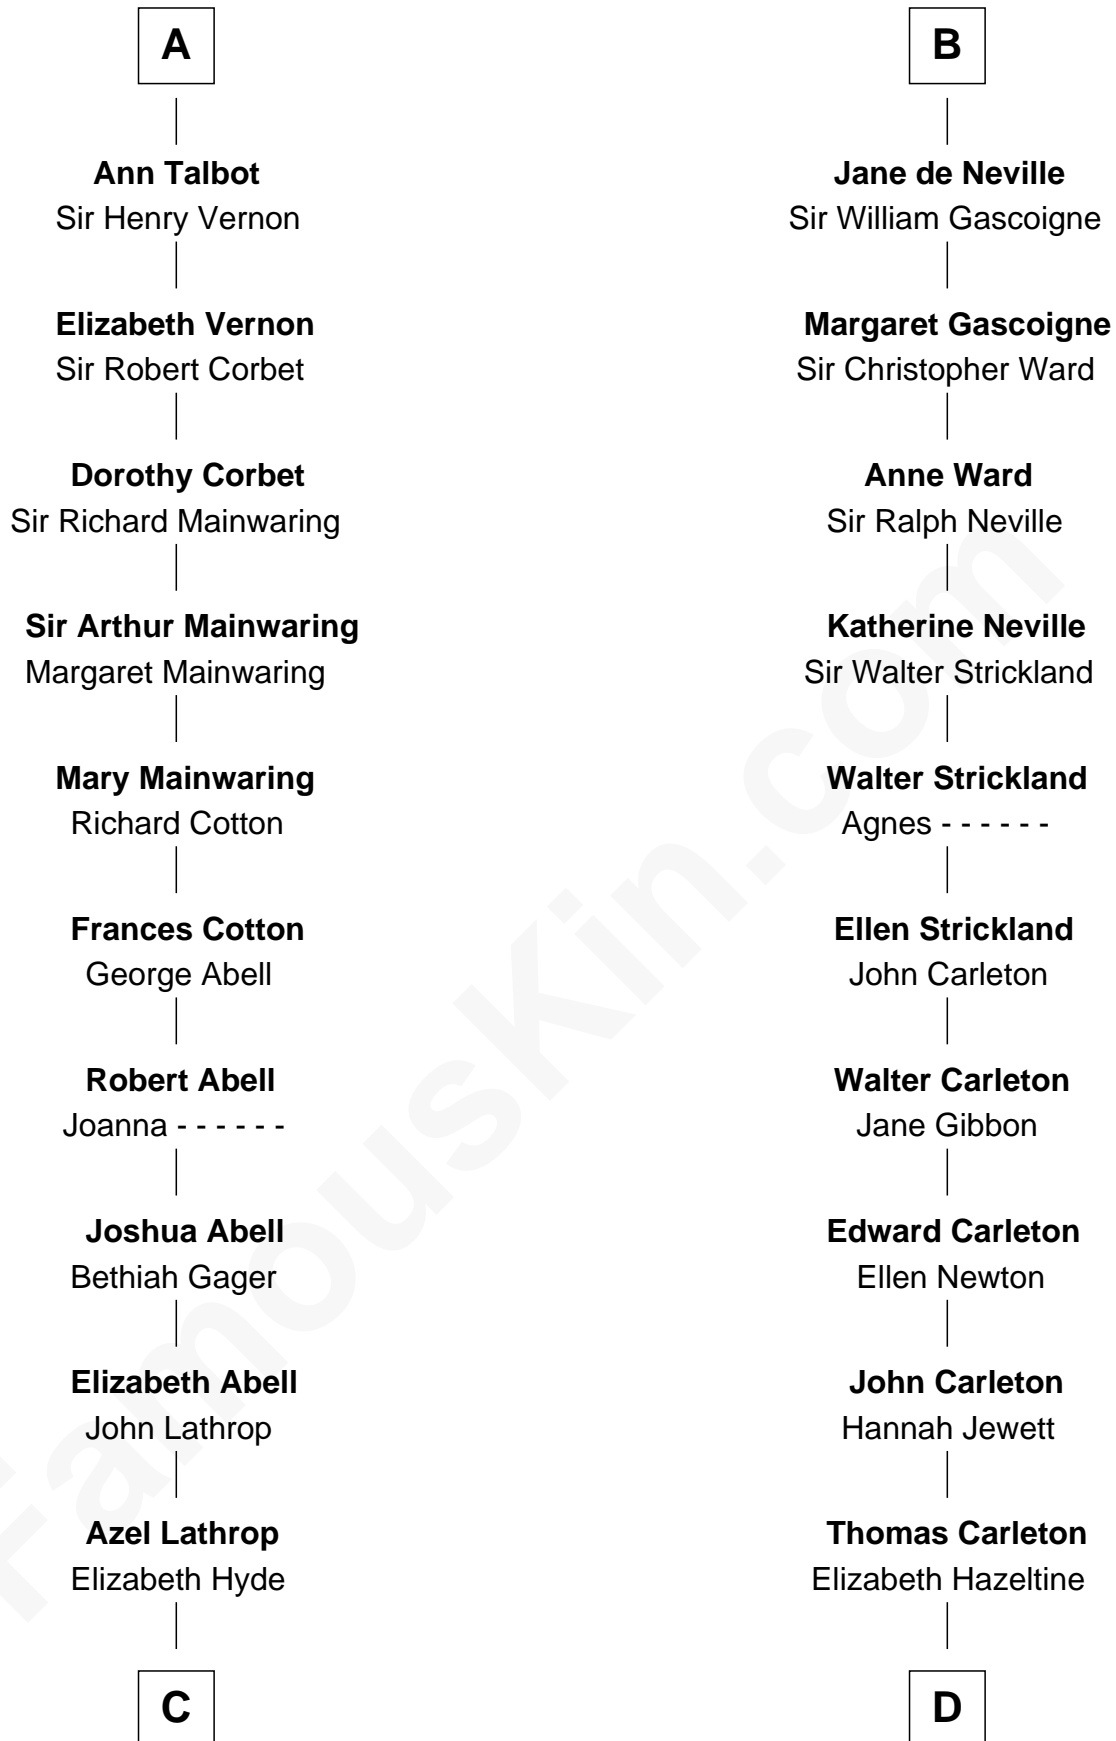 A
Ann Talbot
Sir Henry Vernon
Elizabeth Vernon
Sir Robert Corbet
Dorothy Corbet
Sir Richard Mainwaring
Sir Arthur Mainwaring
Margaret Mainwaring
Mary Mainwaring
Richard Cotton
Frances Cotton
George Abell
Robert Abell
Joanna - - - - - -
Joshua Abell
Bethiah Gager
Elizabeth Abell
John Lathrop
Azel Lathrop
Elizabeth Hyde
C
B
Jane de Neville
Sir William Gascoigne
Margaret Gascoigne
Sir Christopher Ward
Anne Ward
Sir Ralph Neville
Katherine Neville
Sir Walter Strickland
Walter Strickland
Agnes - - - - - -
Ellen Strickland
John Carleton
Walter Carleton
Jane Gibbon
Edward Carleton
Ellen Newton
John Carleton
Hannah Jewett
Thomas Carleton
Elizabeth Hazeltine
D
FamousKin.com